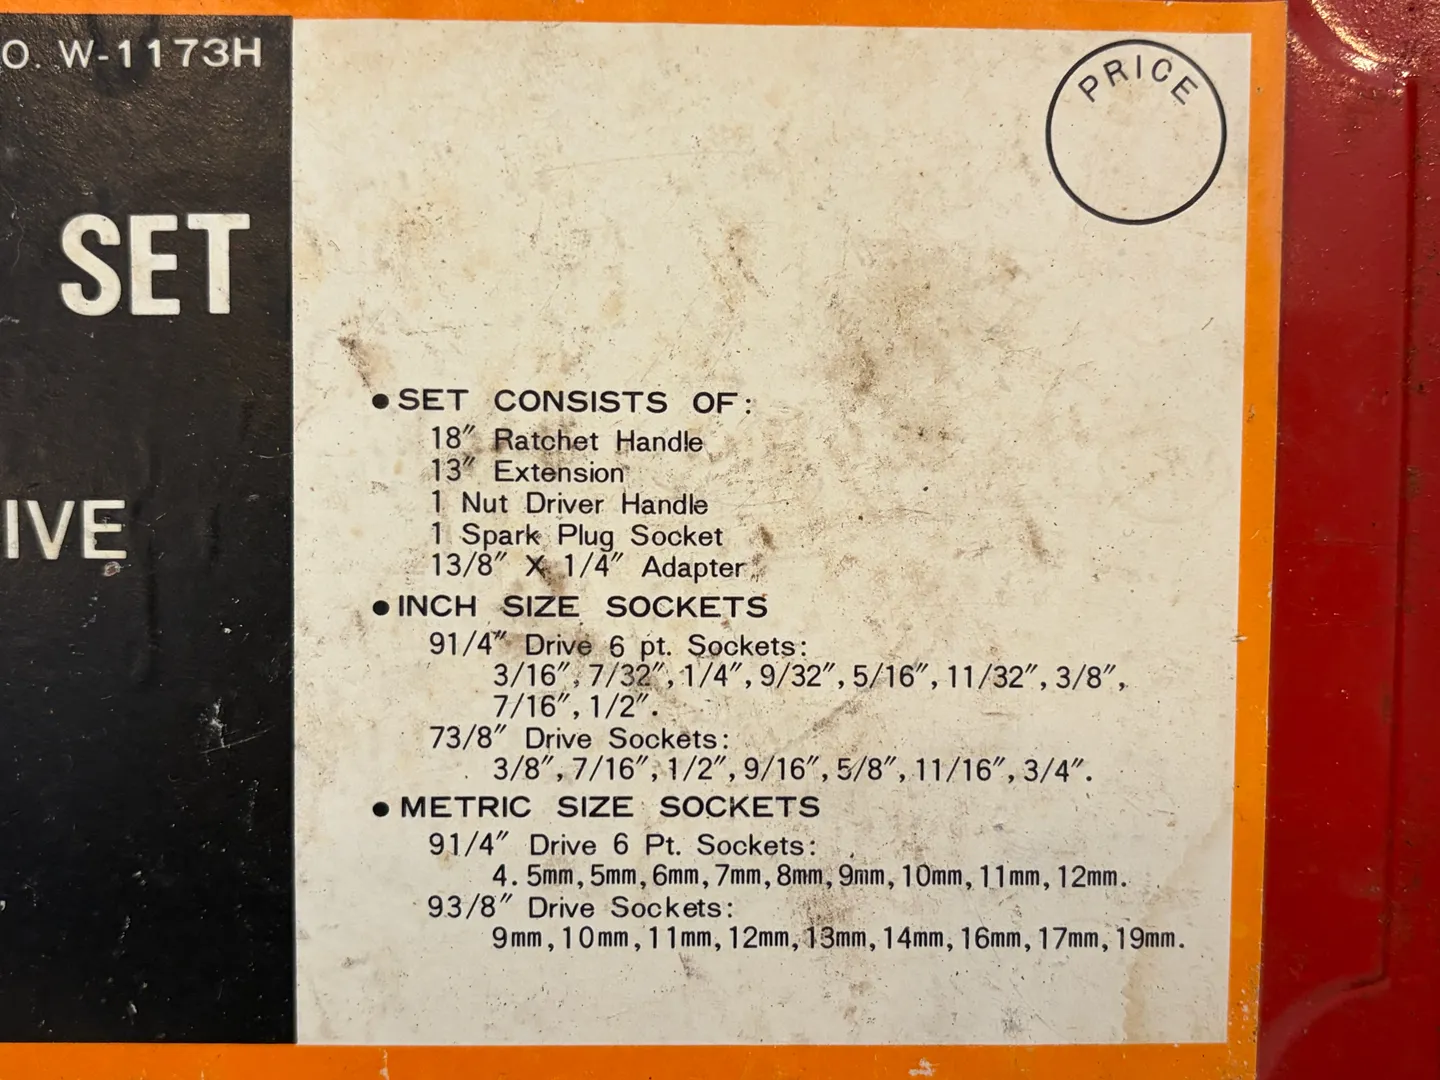 O. W-1173H
PRICE
SET
IVE
●SET CONSISTS OF:
18″ Ratchet Handle
13″ Extension
1 Nut Driver Handle
1 Spark Plug Socket
13/8″ X 1/4″ Adapter
●INCH SIZE SOCKETS
91/4″ Drive 6 pt. Sockets:
3/16″, 7/32″, 1/4″, 9/32″, 5/16″, 11/32″, 3/8″,
7/16″, 1/2″.
73/8″ Drive Sockets:
3/8″, 7/16″, 1/2″, 9/16″, 5/8″, 11/16″, 3/4″.
●METRIC SIZE SOCKETS
91/4″ Drive 6 Pt. Sockets:
4.5mm, 5mm, 6mm, 7mm, 8mm, 9mm, 10mm, 11mm, 12mm.
93/8″ Drive Sockets:
9mm, 10mm, 11mm, 12mm, 13mm, 14mm, 16mm, 17mm, 19mm.